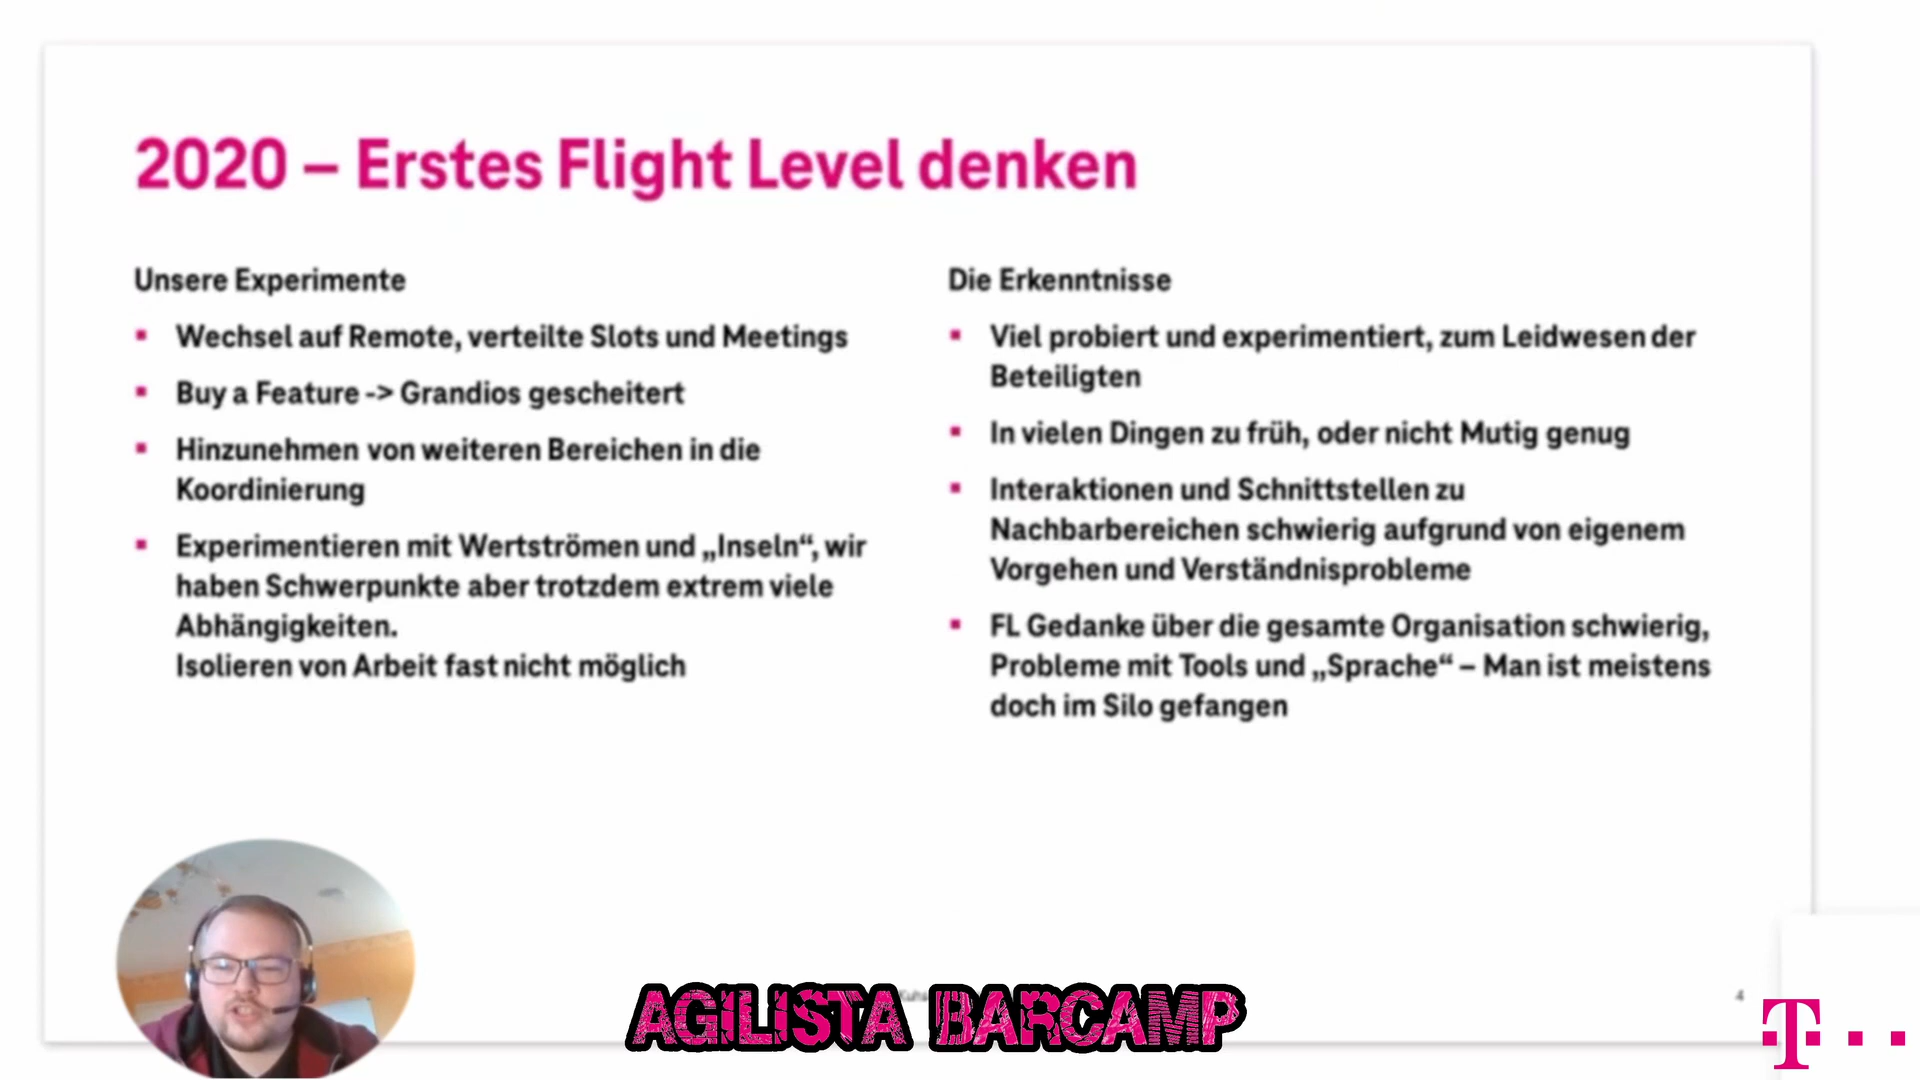 2020 – Erstes Flight Level denken
Unsere Experimente
Wechsel auf Remote, verteilte Slots und Meetings
Buy a Feature -> Grandios gescheitert
Hinzunehmen von weiteren Bereichen in die
Koordinierung
Experimentieren mit Wertströmen und „Inseln“, wir
haben Schwerpunkte aber trotzdem extrem viele
Abhängigkeiten.
Isolieren von Arbeit fast nicht möglich
Die Erkenntnisse
Viel probiert und experimentiert, zum Leidwesen der
Beteiligten
In vielen Dingen zu früh, oder nicht Mutig genug
Interaktionen und Schnittstellen zu
Nachbarbereichen schwierig aufgrund von eigenem
Vorgehen und Verständnisprobleme
FL Gedanke über die gesamte Organisation schwierig,
Probleme mit Tools und „Sprache“ – Man ist meistens
doch im Silo gefangen
AGILISTA BARCAMP
4
T